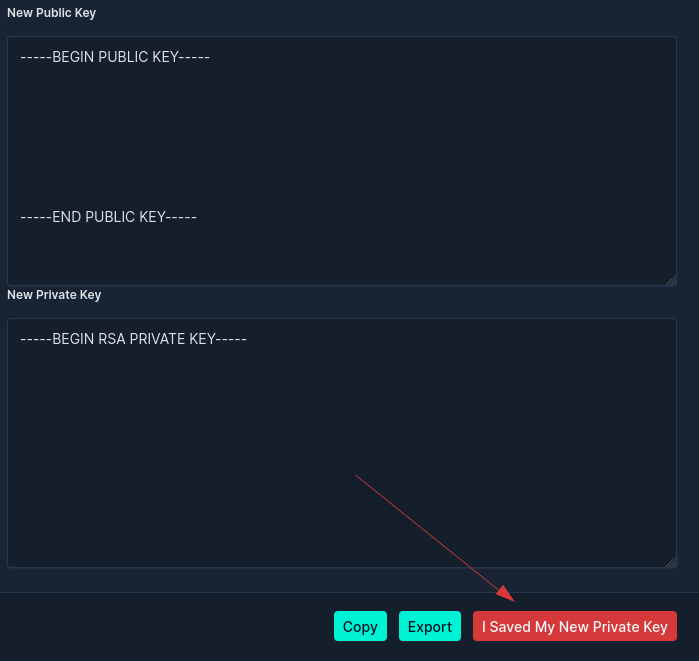 New Public Key
-----BEGIN PUBLIC KEY-----
-----END PUBLIC KEY-----
New Private Key
-----BEGIN RSA PRIVATE KEY-----
Copy
Export
I Saved My New Private Key